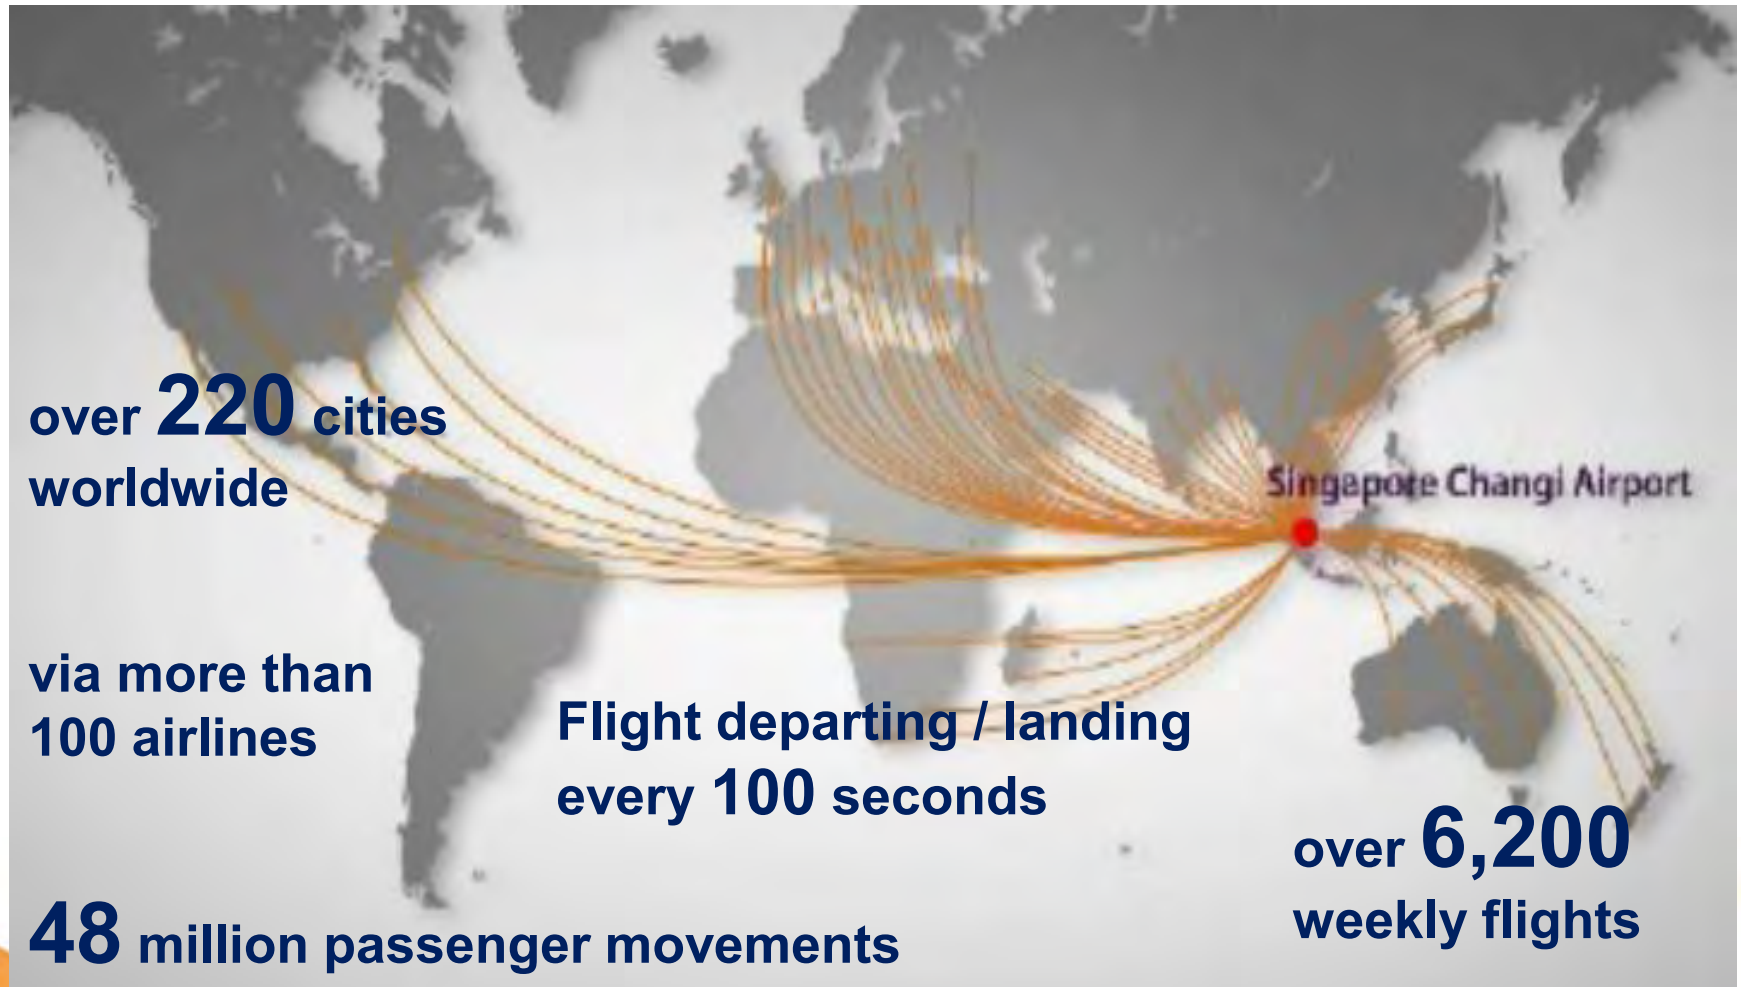 over 220 cities
worldwide
Singapore Changi Airport
via more than
100 airlines
Flight departing / landing
every 100 seconds
over 6,200
weekly flights
48 million passenger movements